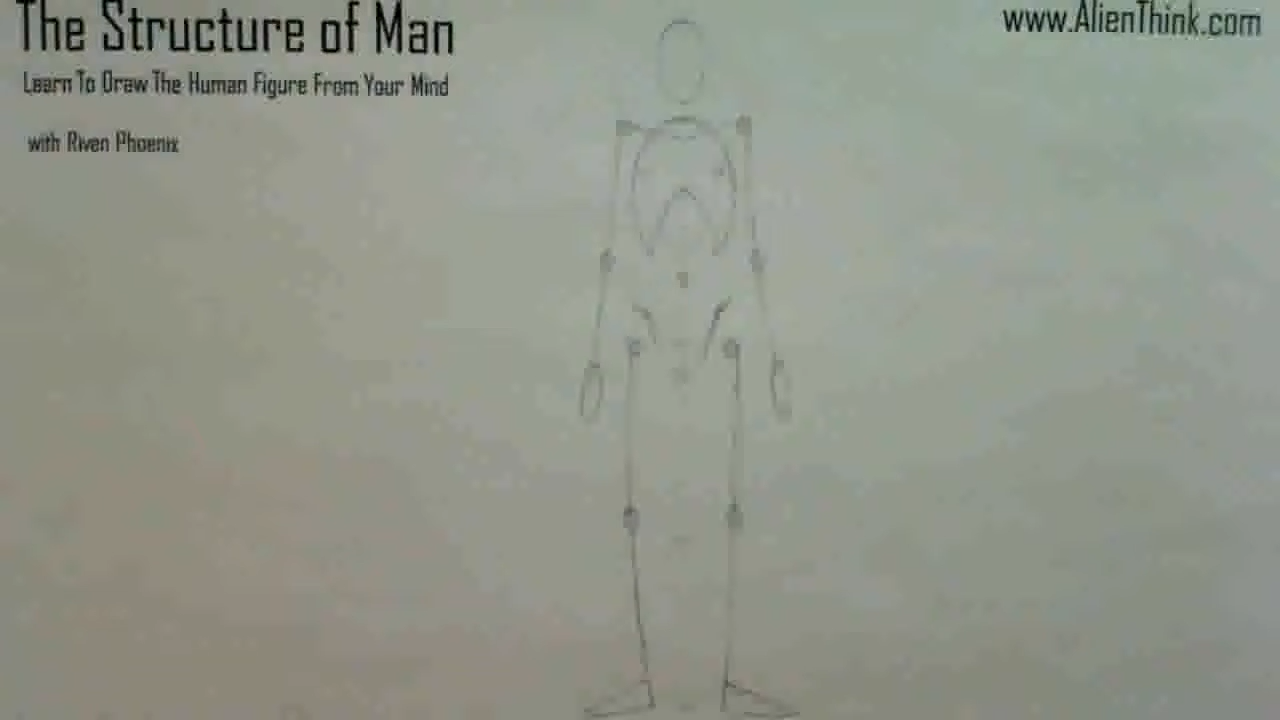 The Structure of Man
www.AlienThink.com
Learn To Draw The Human Figure From Your Mind
with Riven Phoenix